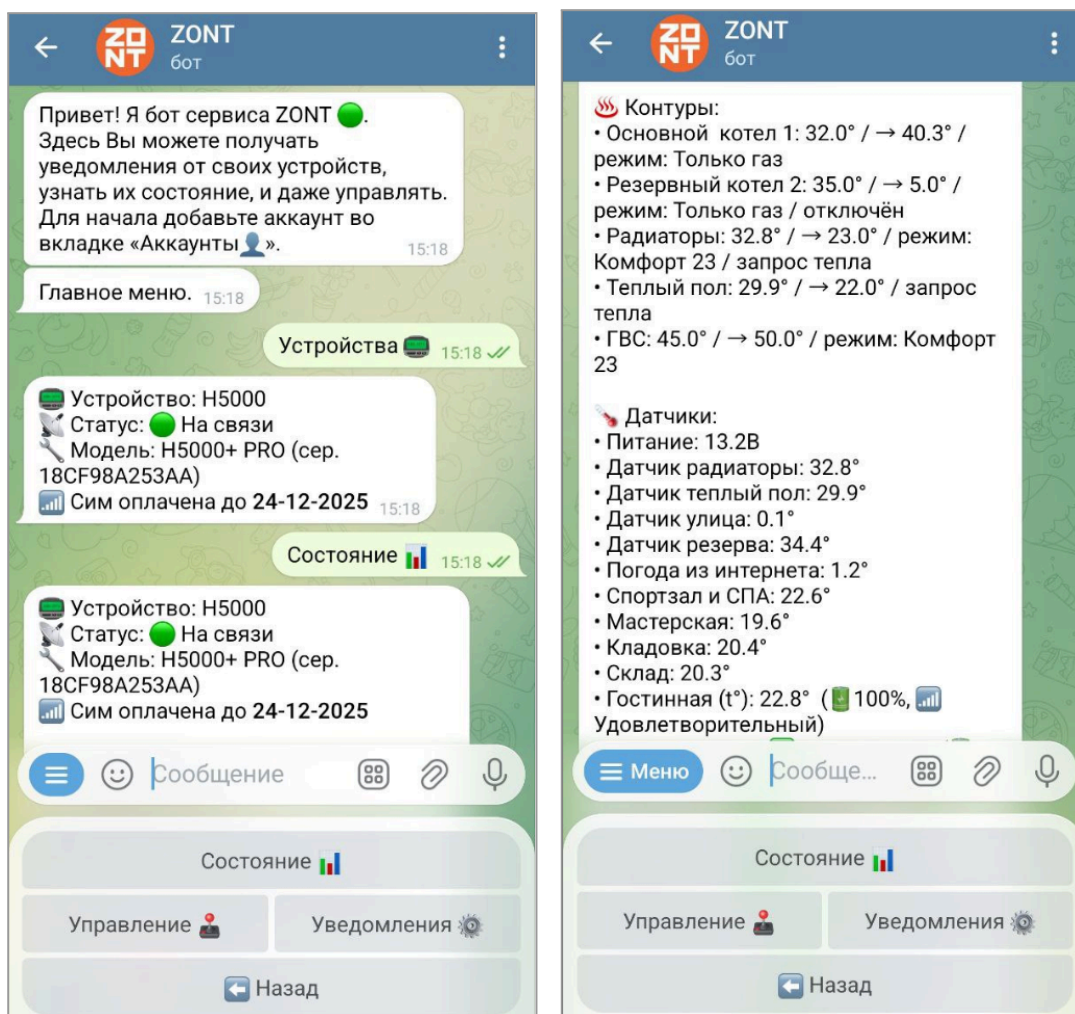 ZONT
бот
Привет! Я бот сервиса ZONT 🟢.
Здесь Вы можете получать
уведомления от своих устройств,
узнать их состояние, и даже управлять.
Для начала добавьте аккаунт во
вкладке «Аккаунты👤».
15:18
Главное меню. 15:18
Устройства 15:18
Устройство: H5000
Статус: 🟢 На связи
Модель: H5000+ PRO (сер.
18CF98A253AA)
Сим оплачена до 24-12-2025 15:18
Состояние 📊 15:18
Устройство: H5000
Статус: 🟢 На связи
Модель: H5000+ PRO (сер.
18CF98A253AA)
Сим оплачена до 24-12-2025
Сообщение
Состояние 📊
Управление 🕹
Уведомления ⚙
⬅ Назад
ZONT
бот
♨ Контуры:
• Основной котел 1: 32.0° / → 40.3° /
режим: Только газ
• Резервный котел 2: 35.0° / → 5.0° /
режим: Только газ / отключён
• Радиаторы: 32.8° / → 23.0° / режим:
Комфорт 23 / запрос тепла
• Теплый пол: 29.9° / → 22.0° / запрос
тепла
• ГВС: 45.0° / → 50.0° / режим: Комфорт
23
🌡 Датчики:
• Питание: 13.2В
• Датчик радиаторы: 32.8°
• Датчик теплый пол: 29.9°
• Датчик улица: 0.1°
• Датчик резерва: 34.4°
• Погода из интернета: 1.2°
• Спортзал и СПА: 22.6°
• Мастерская: 19.6°
• Кладовка: 20.4°
• Склад: 20.3°
• Гостинная (t°): 22.8° (🔋100%, 📶
Удовлетворительный)
Меню
Сообще...
Состояние 📊
Управление 🕹
Уведомления ⚙
⬅ Назад